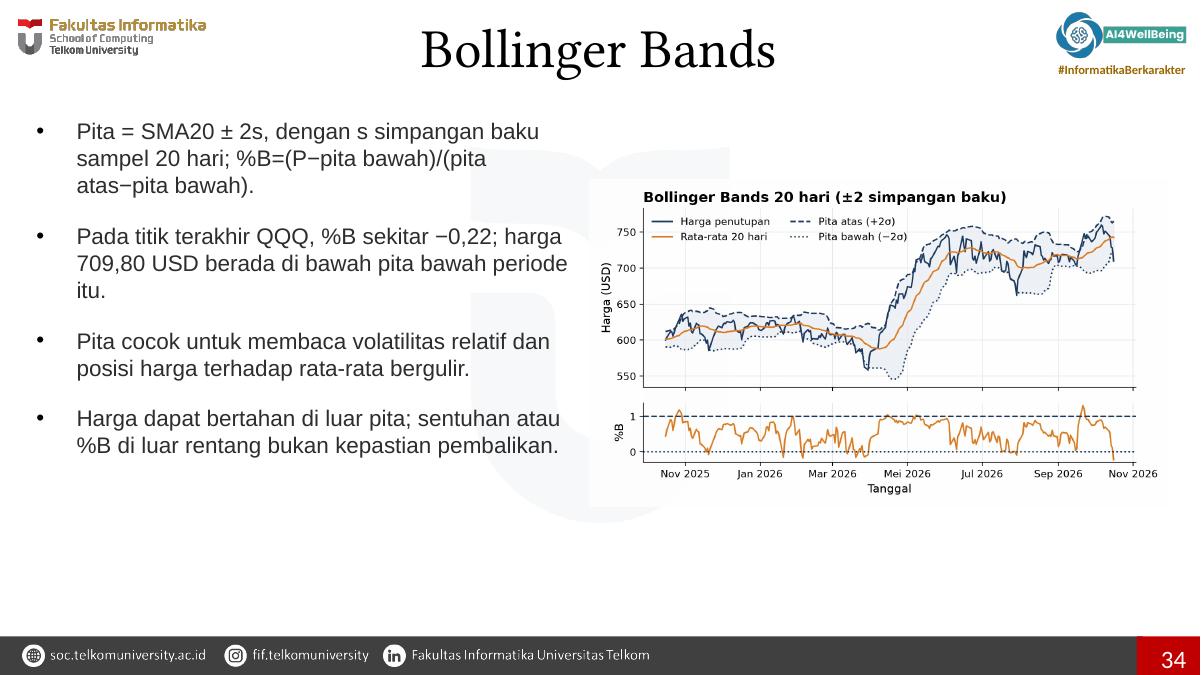 Fakultas Informatika
School of Computing
Telkom University
Bollinger Bands
AI4WellBeing
#InformatikaBerkarakter
• Pita = SMA20 ± 2s, dengan s simpangan baku
sampel 20 hari; %B=(P−pita bawah)/(pita
atas−pita bawah).
• Pada titik terakhir QQQ, %B sekitar −0,22; harga
709,80 USD berada di bawah pita bawah periode
itu.
• Pita cocok untuk membaca volatilitas relatif dan
posisi harga terhadap rata-rata bergulir.
• Harga dapat bertahan di luar pita; sentuhan atau
%B di luar rentang bukan kepastian pembalikan.
Bollinger Bands 20 hari (±2 simpangan baku)
Harga penutupan
Rata-rata 20 hari
Pita atas (+2σ)
Pita bawah (−2σ)
Harga (USD)
750
700
650
600
550
%B
1
0
Nov 2025 Jan 2026 Mar 2026 Mei 2026 Jul 2026 Sep 2026 Nov 2026
Tanggal
soc.telkomuniversity.ac.id fif.telkomuniversity Fakultas Informatika Universitas Telkom
34